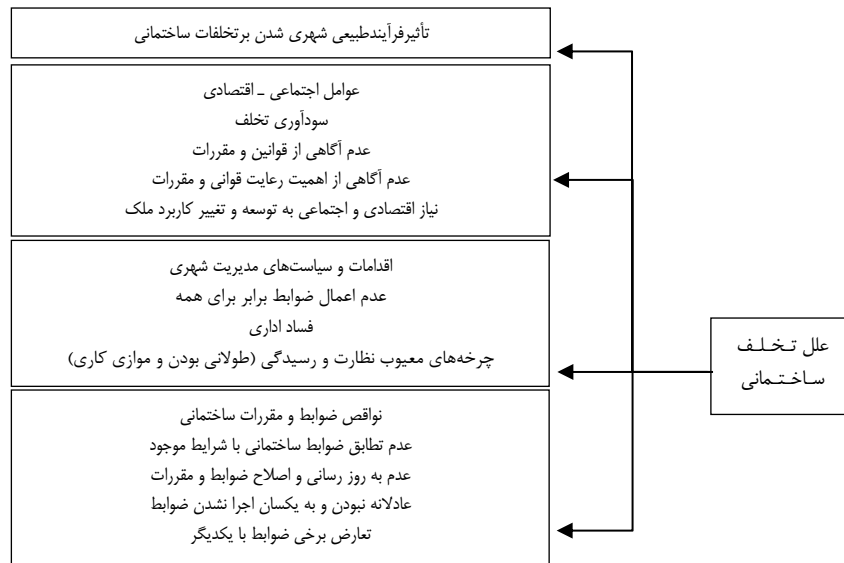 تأثیرفرآیندطبیعی شهری شدن برتخلفات ساختمانی
عوامل اجتماعی ـ اقتصادی
سودآوری تخلف
عدم آگاهی از قوانین و مقررات
عدم آگاهی از اهمیت رعایت قوانی و مقررات
نیاز اقتصادی و اجتماعی به توسعه و تغییر کاربرد ملک
اقدامات و سیاست‌های مدیریت شهری
عدم اعمال ضوابط برابر برای همه
فساد اداری
چرخه‌های معیوب نظارت و رسیدگی (طولانی بودن و موازی کاری)
نواقص ضوابط و مقررات ساختمانی
عدم تطابق ضوابط ساختمانی با شرایط موجود
عدم به روز رسانی و اصلاح ضوابط و مقررات
عادلانه نبودن و به یکسان اجرا نشدن ضوابط
تعارض برخی ضوابط با یکدیگر
علل تـخـلـف
سـاخـتـمانی